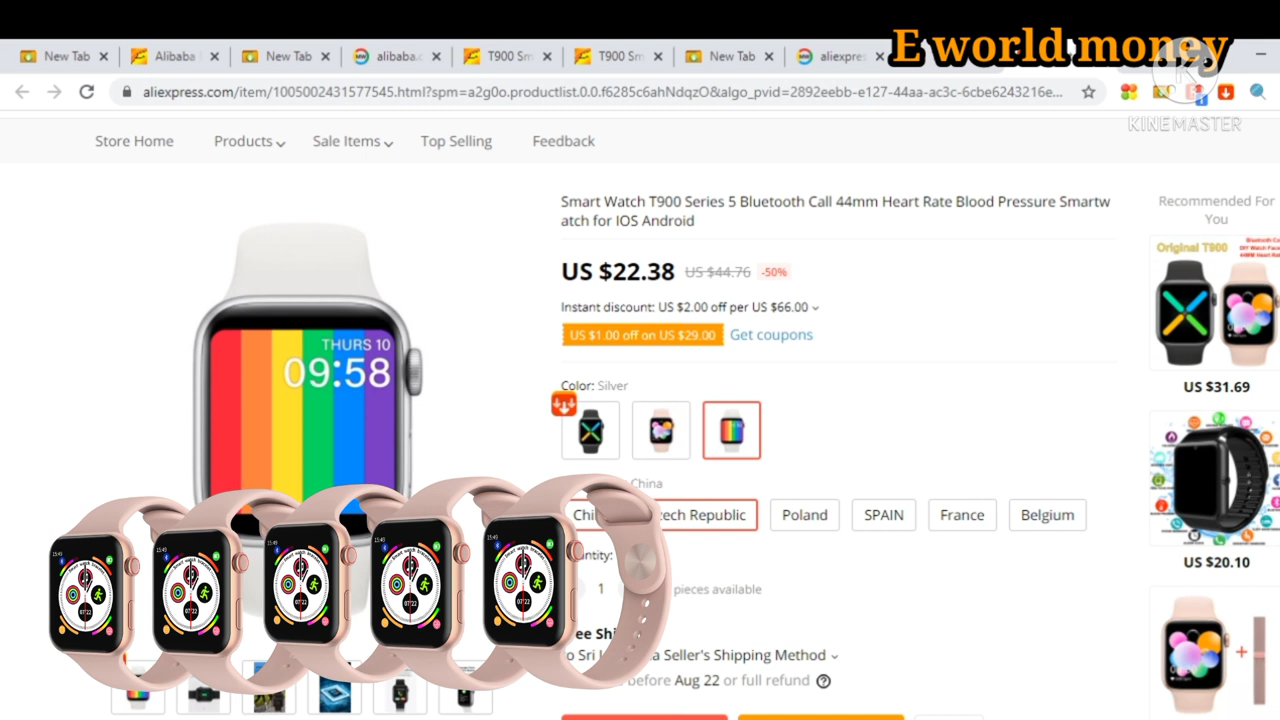 E world money
New Tab
Alibaba
New Tab
alibaba.c
T900 Sm
T900 Sm
New Tab
aliexpres
aliexpress.com/item/1005002431577545.html?spm=a2g0o.productlist.0.0.f6285c6ahNdqzO&algo_pvid=2892eebb-e127-44aa-ac3c-6cbe6243216e...
KINEMASTER
Store Home Products Sale Items Top Selling Feedback
Smart Watch T900 Series 5 Bluetooth Call 44mm Heart Rate Blood Pressure Smartw
atch for IOS Android
US $22.38 US $44.76 -50%
Instant discount: US $2.00 off per US $66.00
US $1.00 off on US $29.00 Get coupons
Color: Silver
China
Czech Republic Poland SPAIN France Belgium
1
pieces available
Seller's Shipping Method
before Aug 22 or full refund
THURS 10
09:58
Recommended For
You
Original T900
US $31.69
US $20.10